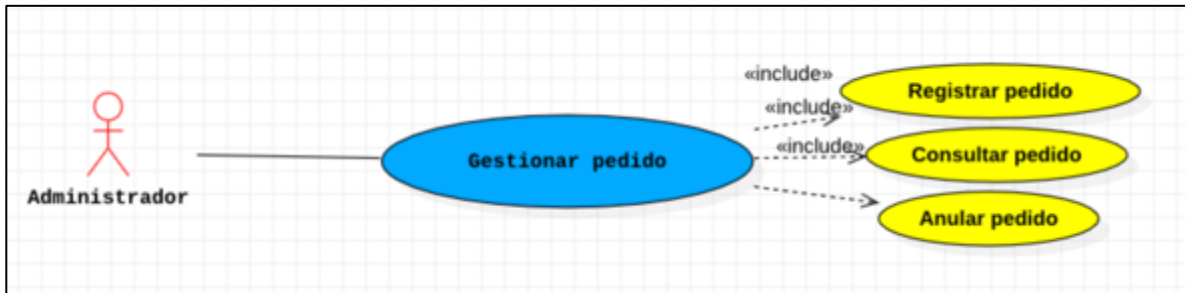 «include»
Registrar pedido
«include»
Gestionar pedido
«include»
Consultar pedido
Administrador
Anular pedido